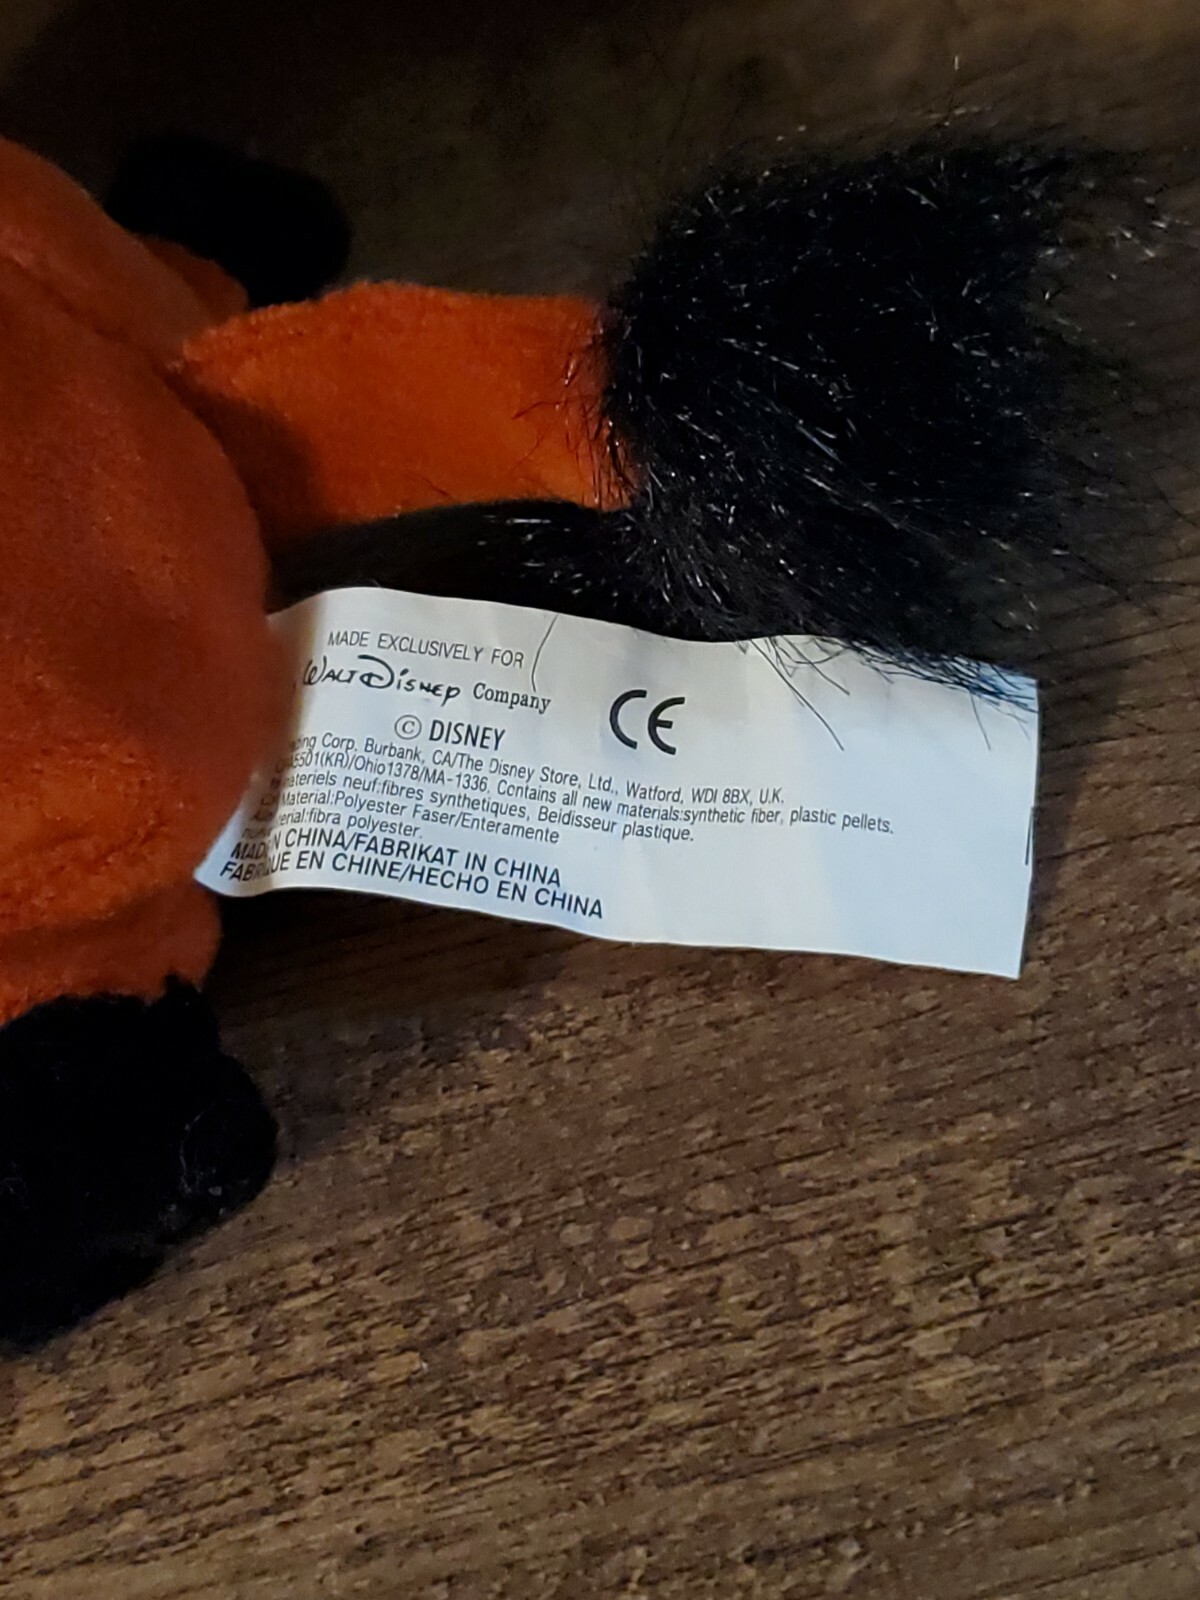 MADE EXCLUSIVELY FOR
WALT DISNEY Company
CE
© DISNEY
Corp. Burbank, CA/The Disney Store, Ltd., Watford, WDI 8BX, U.K.
(KR)/Ohio1378/MA-1336. Contains all new materials:synthetic fiber, plastic pellets.
neuf:fibres synthetiques, Beidisseur plastique.
Material:Polyester Faser/Enteramente
fibra polyester.
CHINA/FABRIKAT IN CHINA
EN CHINE/HECHO EN CHINA